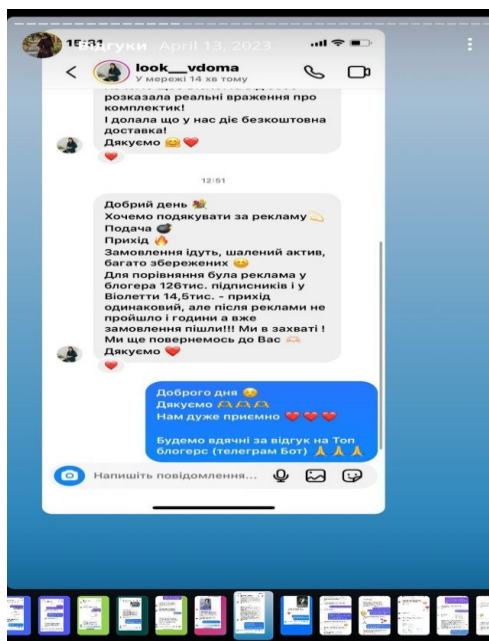 15:31
Відгуки April 13, 2023
look__vdoma
У мережі 14 хв тому
розказала реальні враження про
комплектик!
І долала що у нас діє безкоштовна
доставка!
Дякуємо 🤗 ❤️
12:51
Добрий день 💐
Хочемо подякувати за рекламу 💫
Подача 💣
Прихід 🔥
Замовлення ідуть, шалений актив,
багато збережених 😊
Для порівняння була реклама у
блогера 126тис. підписників і у
Віолетти 14,5тис. - прихід
одинаковий, але після реклами не
пройшло і години а вже
замовлення пішли!!! Ми в захваті !
Ми ще повернемось до Вас 🫶🏻
Дякуємо ❤️
Доброго дня ☺️
Дякуємо 🫶🫶🫶
Нам дуже приємно ❤️ ❤️ ❤️
Будемо вдячні за відгук на Топ
блогерс (телеграм Бот) 🙏 🙏 🙏
Напишіть повідомлення...